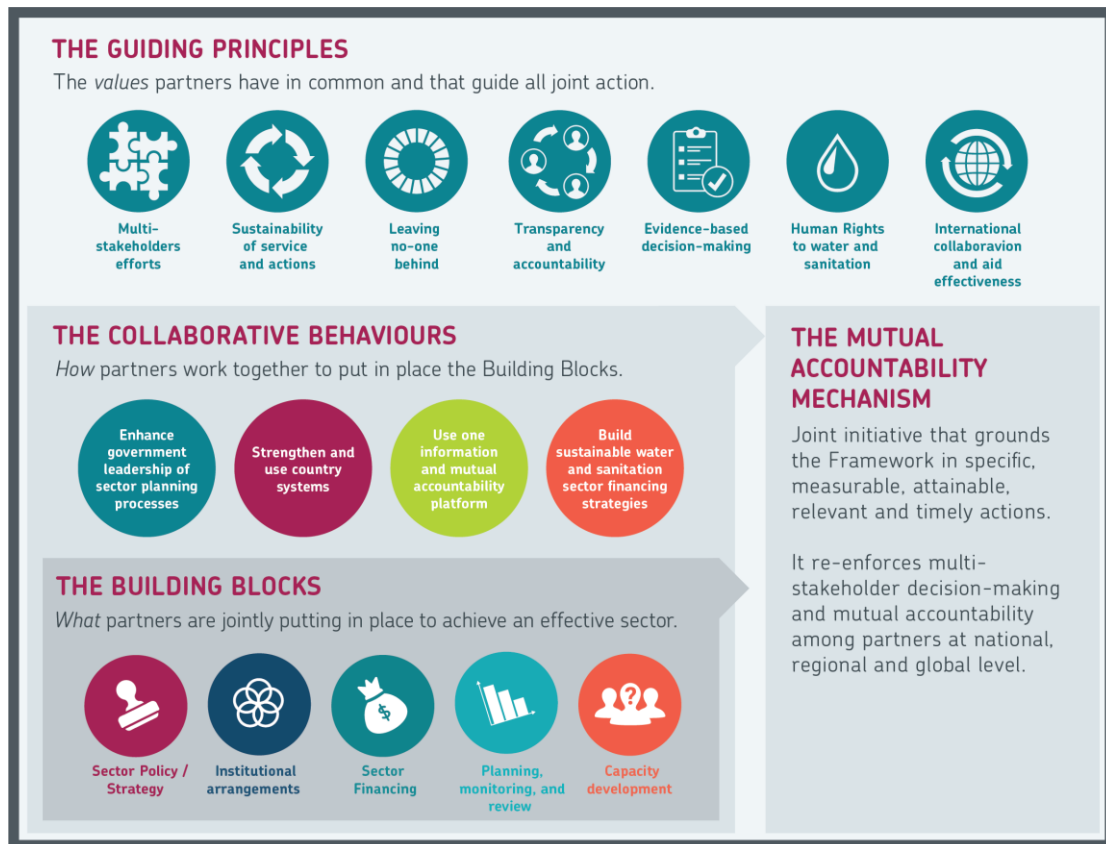 THE GUIDING PRINCIPLES
The values partners have in common and that guide all joint action.
Multi-
stakeholders
efforts
Sustainability
of service
and actions
Leaving
no-one
behind
Transparency
and
accountability
Evidence-based
decision-making
Human Rights
to water and
sanitation
International
collaboravion
and aid
effectiveness
THE COLLABORATIVE BEHAVIOURS
How partners work together to put in place the Building Blocks.
Enhance
government
leadership of
sector planning
processes
Strengthen and
use country
systems
Use one
information
and mutual
accountability
platform
Build
sustainable water
and sanitation
sector financing
strategies
THE BUILDING BLOCKS
What partners are jointly putting in place to achieve an effective sector.
$
?
Sector Policy /
Strategy
Institutional
arrangements
Sector
Financing
Planning,
monitoring, and
review
Capacity
development
THE MUTUAL
ACCOUNTABILITY
MECHANISM
Joint initiative that grounds
the Framework in specific,
measurable, attainable,
relevant and timely actions.
It re-enforces multi-
stakeholder decision-making
and mutual accountability
among partners at national,
regional and global level.